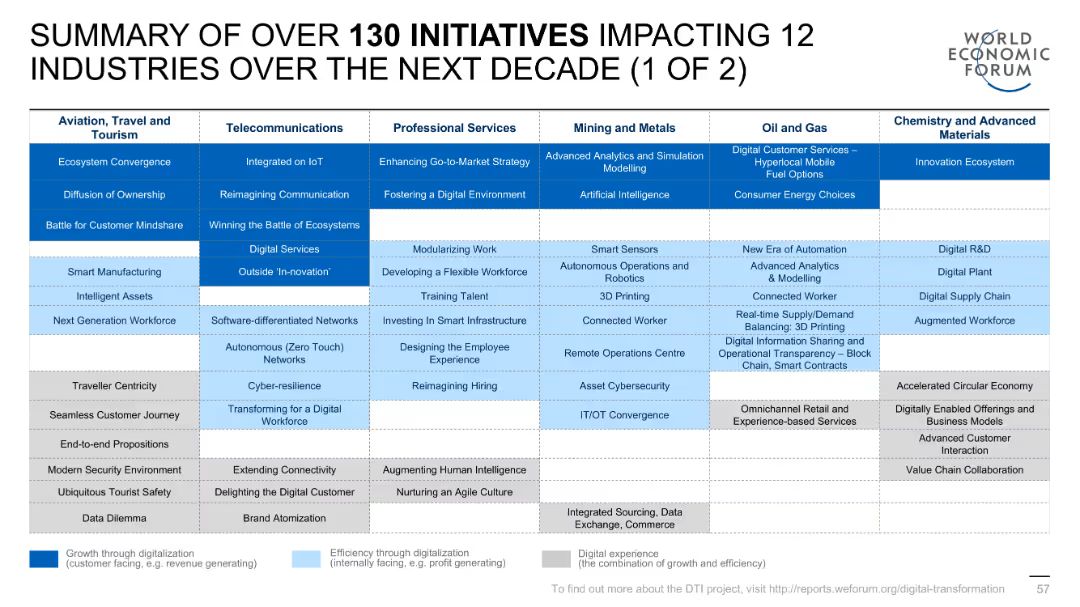 SUMMARY OF OVER 130 INITIATIVES IMPACTING 12
INDUSTRIES OVER THE NEXT DECADE (1 OF 2)
WORLD
ECONOMIC
FORUM
Aviation, Travel and
Tourism
Telecommunications
Professional Services
Mining and Metals
Oil and Gas
Chemistry and Advanced
Materials
Ecosystem Convergence
Integrated on IoT
Enhancing Go-to-Market Strategy
Advanced Analytics and Simulation
Modelling
Digital Customer Services –
Hyperlocal Mobile
Fuel Options
Innovation Ecosystem
Diffusion of Ownership
Reimagining Communication
Fostering a Digital Environment
Artificial Intelligence
Consumer Energy Choices
Battle for Customer Mindshare
Winning the Battle of Ecosystems
Digital Services
Modularizing Work
Smart Sensors
New Era of Automation
Digital R&D
Smart Manufacturing
Outside ‘In-novation’
Developing a Flexible Workforce
Autonomous Operations and
Robotics
Advanced Analytics
& Modelling
Digital Plant
Intelligent Assets
Training Talent
3D Printing
Connected Worker
Digital Supply Chain
Next Generation Workforce
Software-differentiated Networks
Investing In Smart Infrastructure
Connected Worker
Real-time Supply/Demand
Balancing: 3D Printing
Augmented Workforce
Autonomous (Zero Touch)
Networks
Designing the Employee
Experience
Remote Operations Centre
Digital Information Sharing and
Operational Transparency – Block
Chain, Smart Contracts
Traveller Centricity
Cyber-resilience
Reimagining Hiring
Asset Cybersecurity
Accelerated Circular Economy
Seamless Customer Journey
Transforming for a Digital
Workforce
IT/OT Convergence
Omnichannel Retail and
Experience-based Services
Digitally Enabled Offerings and
Business Models
End-to-end Propositions
Advanced Customer
Interaction
Modern Security Environment
Extending Connectivity
Augmenting Human Intelligence
Value Chain Collaboration
Ubiquitous Tourist Safety
Delighting the Digital Customer
Nurturing an Agile Culture
Data Dilemma
Brand Atomization
Integrated Sourcing, Data
Exchange, Commerce
Growth through digitalization
(customer facing, e.g. revenue generating)
Efficiency through digitalization
(internally facing, e.g. profit generating)
Digital experience
(the combination of growth and efficiency)
To find out more about the DTI project, visit http://reports.weforum.org/digital-transformation
57